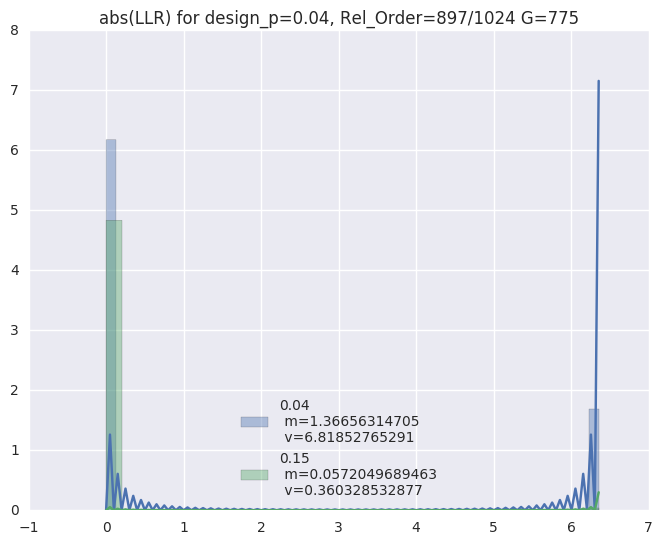 abs(LLR) for design_p=0.04, Rel_Order=897/1024 G=775
8
7
6
5
4
3
2
1
0
0.04
m=1.36656314705
v=6.81852765291
0.15
m=0.0572049689463
v=0.360328532877
−1 0 1 2 3 4 5 6 7